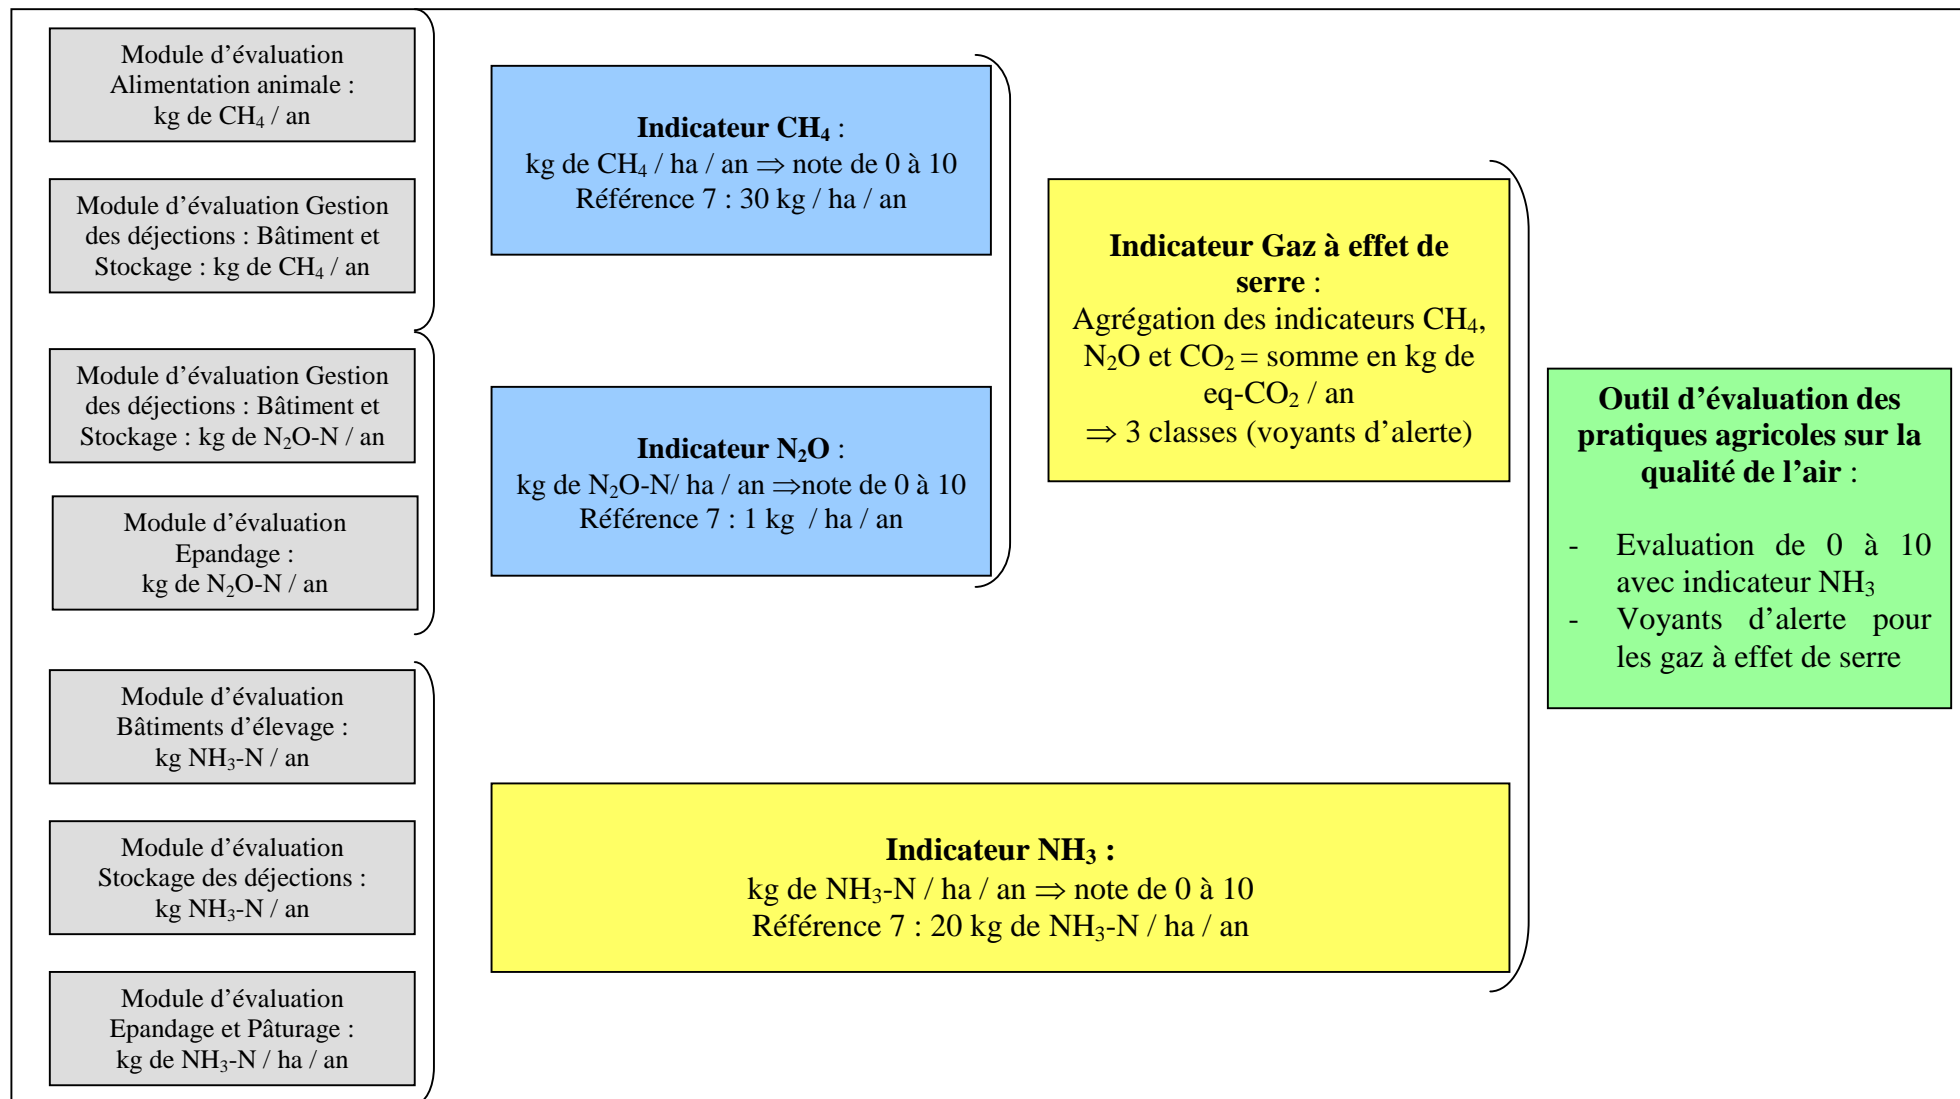 Module d’évaluation
Alimentation animale :
kg de CH₄ / an
Module d’évaluation Gestion
des déjections : Bâtiment et
Stockage : kg de CH₄ / an
Module d’évaluation Gestion
des déjections : Bâtiment et
Stockage : kg de N₂O-N / an
Module d’évaluation
Epandage :
kg de N₂O-N / an
Module d’évaluation
Bâtiments d’élevage :
kg NH₃-N / an
Module d’évaluation
Stockage des déjections :
kg NH₃-N / an
Module d’évaluation
Epandage et Pâturage :
kg de NH₃-N / ha / an
Indicateur CH₄ :
kg de CH₄ / ha / an ⇒ note de 0 à 10
Référence 7 : 30 kg / ha / an
Indicateur N₂O :
kg de N₂O-N/ ha / an ⇒note de 0 à 10
Référence 7 : 1 kg / ha / an
Indicateur Gaz à effet de
serre :
Agrégation des indicateurs CH₄,
N₂O et CO₂ = somme en kg de
eq-CO₂ / an
⇒ 3 classes (voyants d’alerte)
Indicateur NH₃ :
kg de NH₃-N / ha / an ⇒ note de 0 à 10
Référence 7 : 20 kg de NH₃-N / ha / an
Outil d’évaluation des
pratiques agricoles sur la
qualité de l’air :
- Evaluation de 0 à 10
avec indicateur NH₃
- Voyants d’alerte pour
les gaz à effet de serre